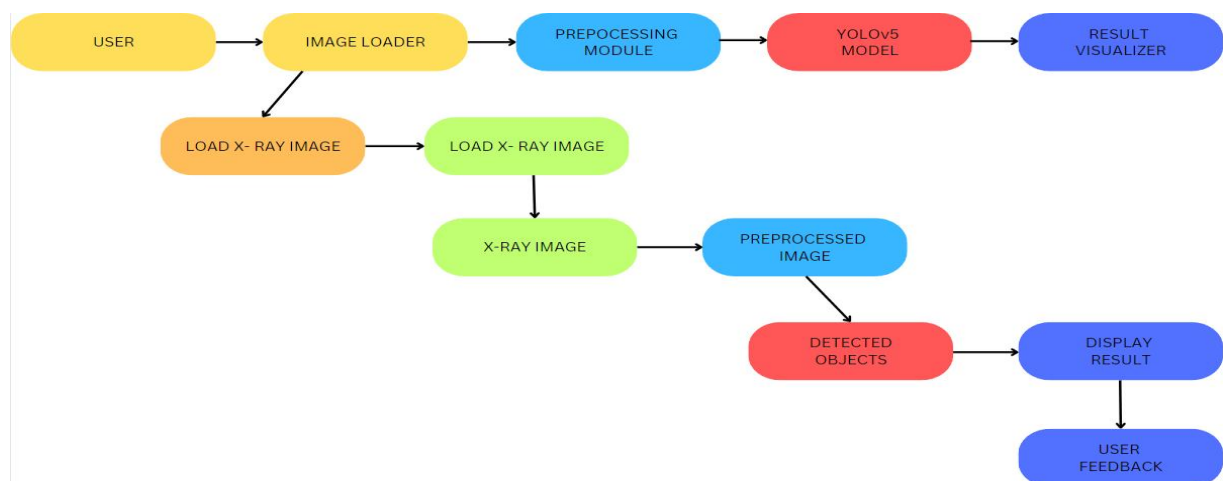 USER
IMAGE LOADER
PREPOCESSING
MODULE
YOLOv5
MODEL
RESULT
VISUALIZER
LOAD X- RAY IMAGE
LOAD X- RAY IMAGE
X-RAY IMAGE
PREPROCESSED
IMAGE
DETECTED
OBJECTS
DISPLAY
RESULT
USER
FEEDBACK